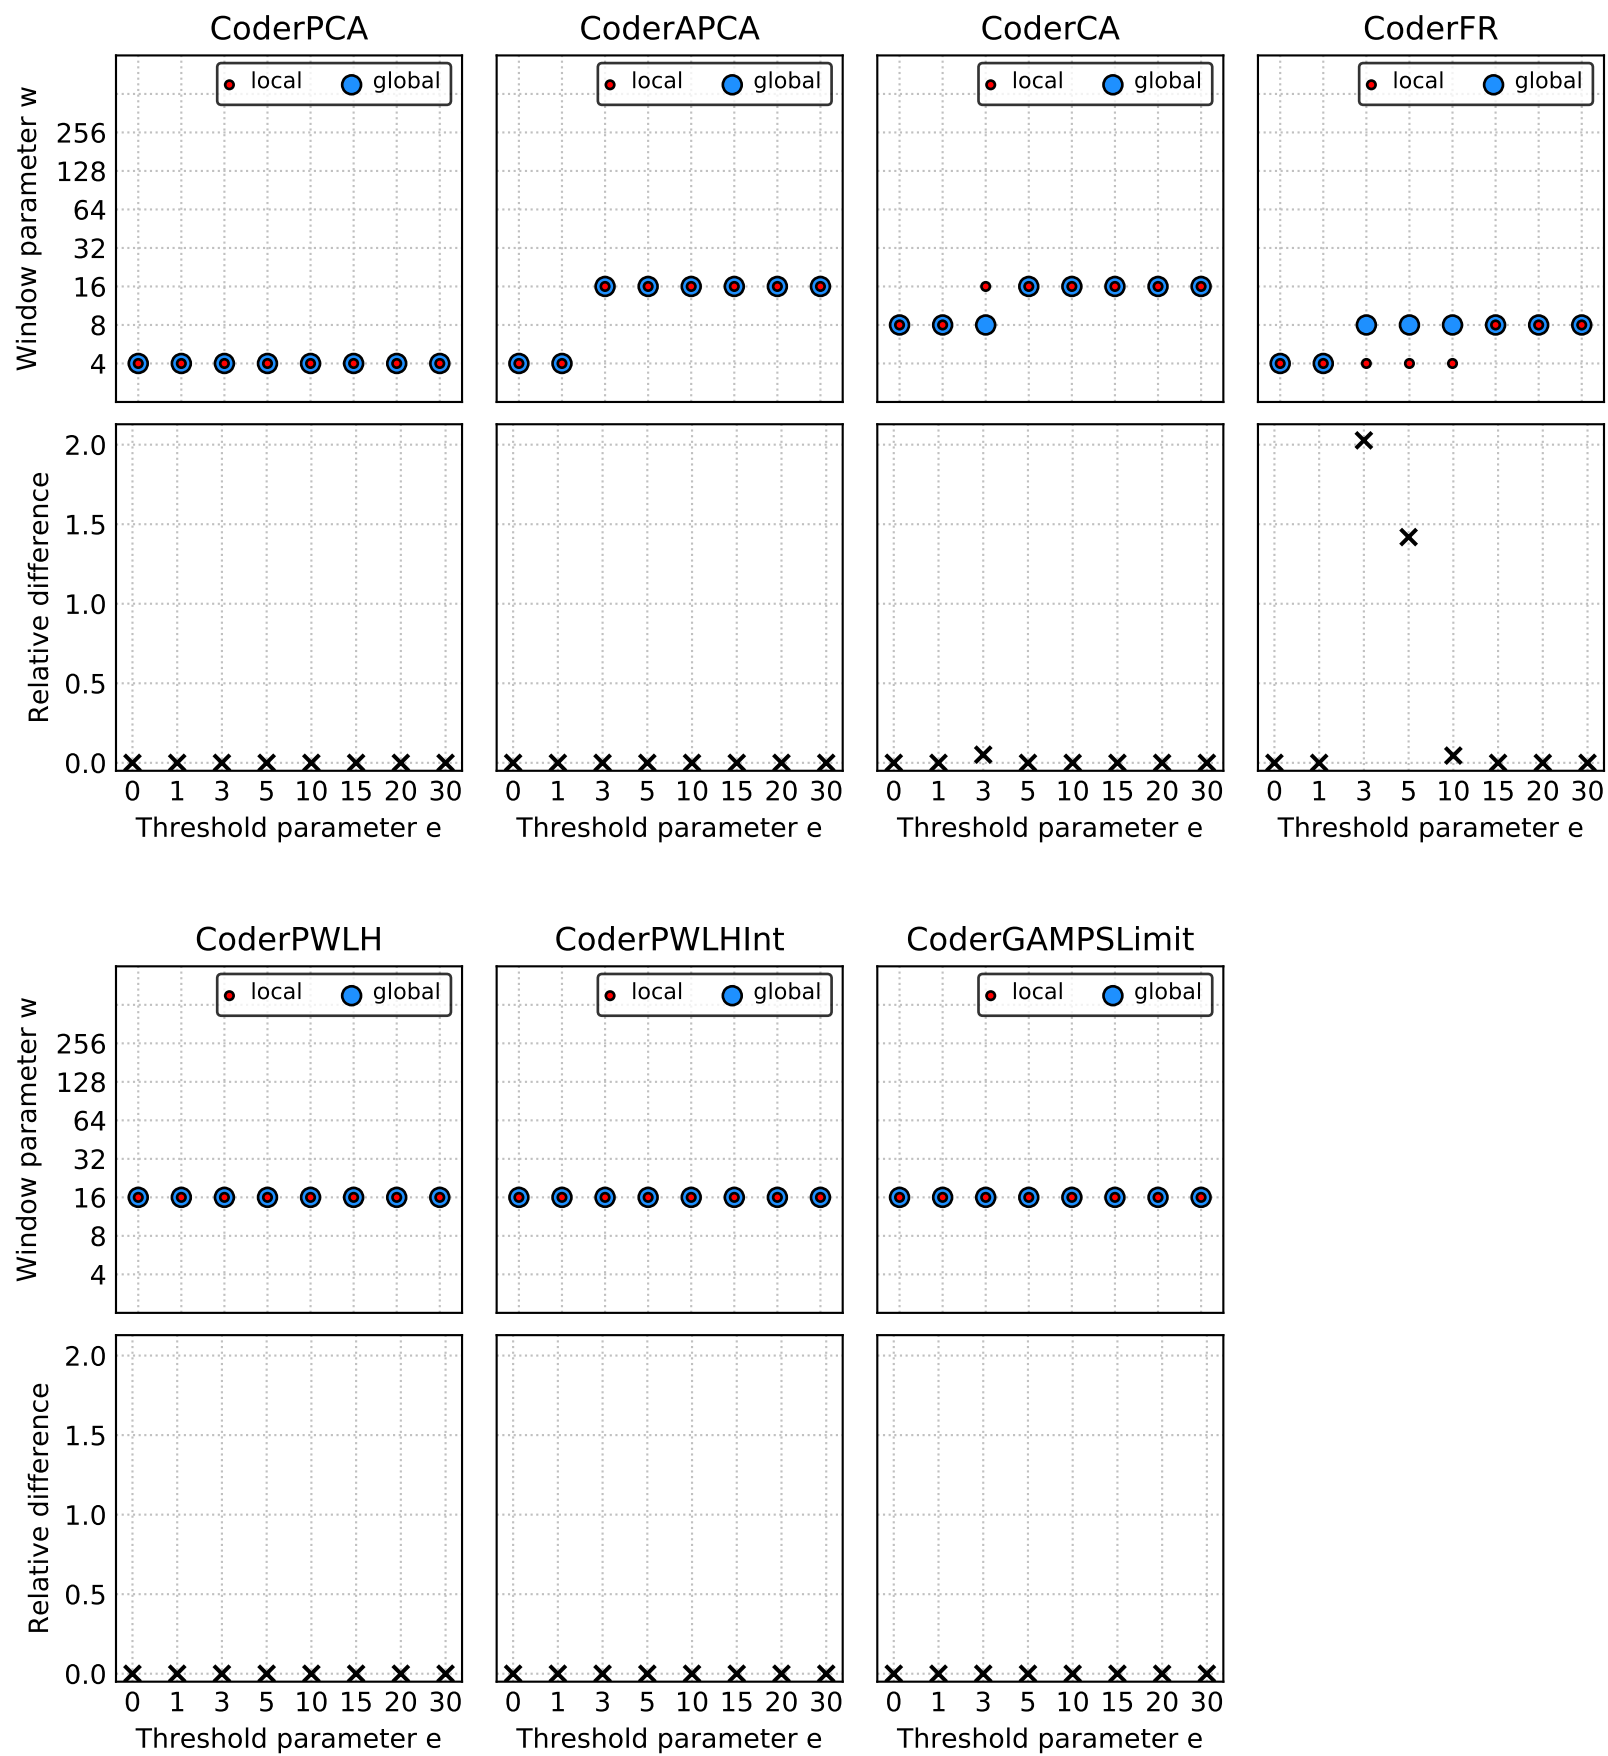 CoderPCA CoderAPCA CoderCA CoderFR
local global local global local global local global
Window parameter w
256
128
64
32
16
8
4
Relative difference
2.0
1.5
1.0
0.5
0.0
0 1 3 5 10 15 20 30 0 1 3 5 10 15 20 30 0 1 3 5 10 15 20 30 0 1 3 5 10 15 20 30
Threshold parameter e Threshold parameter e Threshold parameter e Threshold parameter e
CoderPWLH CoderPWLHInt CoderGAMPSLimit
local global local global local global
Window parameter w
256
128
64
32
16
8
4
Relative difference
2.0
1.5
1.0
0.5
0.0
0 1 3 5 10 15 20 30 0 1 3 5 10 15 20 30 0 1 3 5 10 15 20 30
Threshold parameter e Threshold parameter e Threshold parameter e